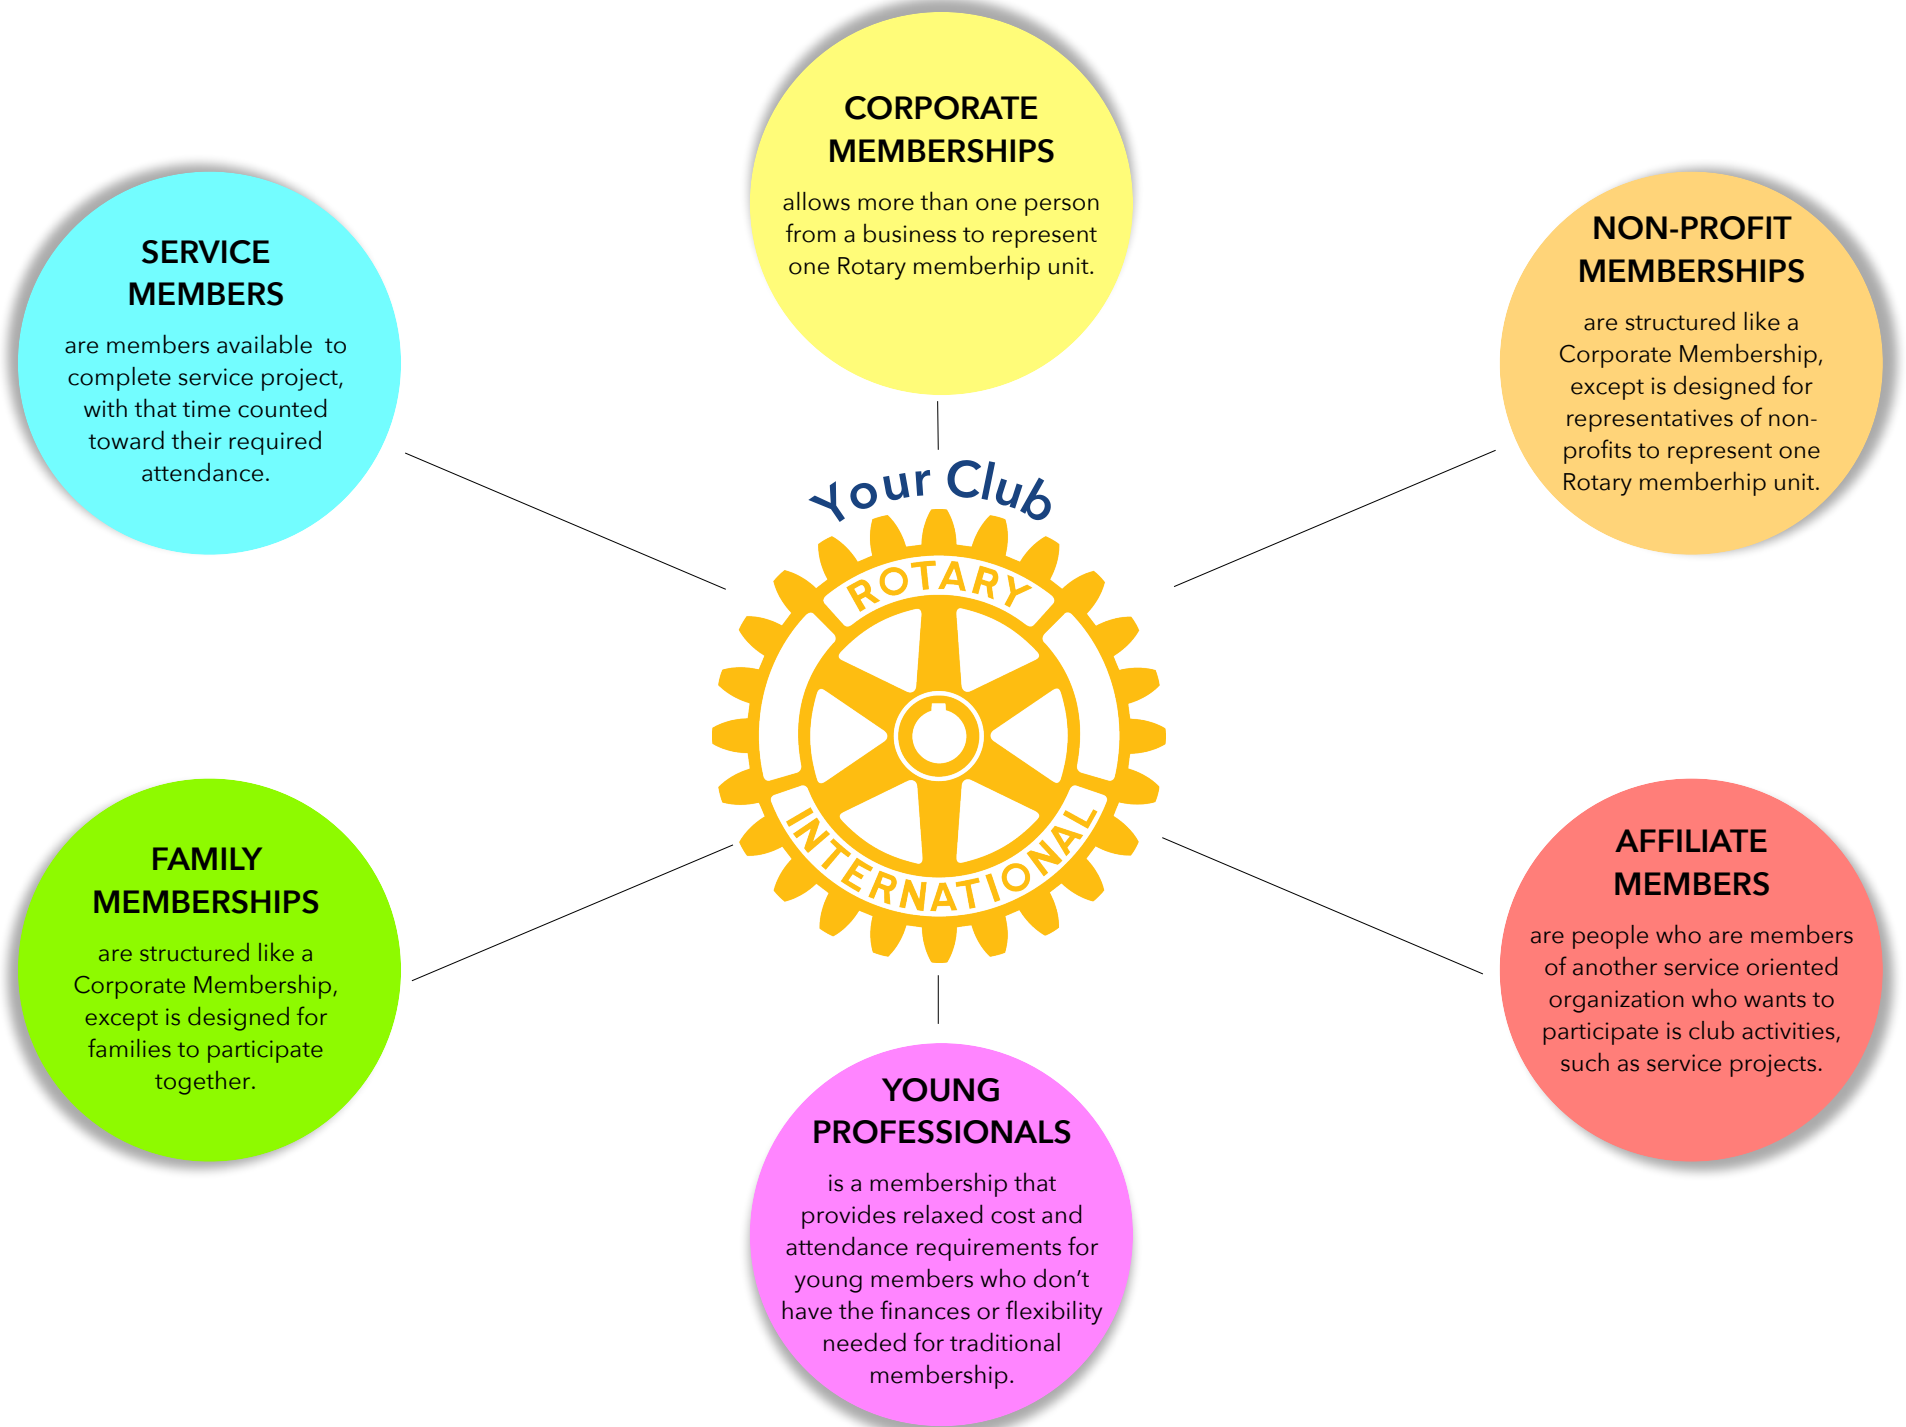 CORPORATE
MEMBERSHIPS
allows more than one person
from a business to represent
one Rotary memberhip unit.
SERVICE
MEMBERS
are members available  to
complete service project,
with that time counted
toward their required
attendance.
NON-PROFIT
MEMBERSHIPS
are structured like a
Corporate Membership,
except is designed for
representatives of non-
profits to represent one
Rotary memberhip unit.
Your Club
ROTARY
INTERNATIONAL
FAMILY
MEMBERSHIPS
are structured like a
Corporate Membership,
except is designed for
families to participate
together.
AFFILIATE
MEMBERS
are people who are members
of another service oriented
organization who wants to
participate is club activities,
such as service projects.
YOUNG
PROFESSIONALS
is a membership that
provides relaxed cost and
attendance requirements for
young members who don’t
have the finances or flexibility
needed for traditional
membership.